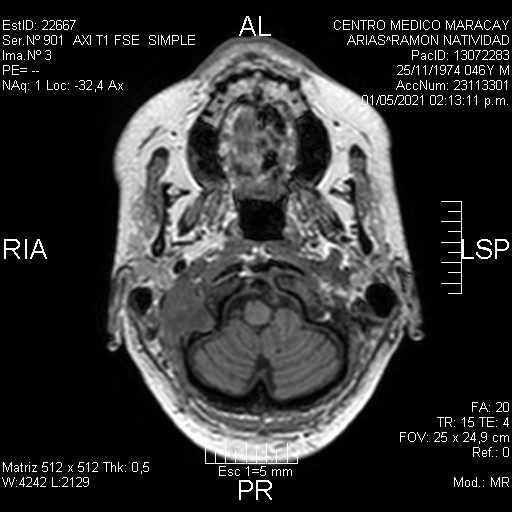 EstID: 22667
Ser.Nº 901 AXI T1 FSE SIMPLE
Ima.Nº 3
PE= --
NAq: 1 Loc: -32,4 Ax
AL
CENTRO MEDICO MARACAY
ARIAS^RAMON NATIVIDAD
PacID: 13072283
25/11/1974 046Y M
AccNum: 23113301
01/05/2021 02:13:11 p.m.
RIA
LSP
FA: 20
TR: 15 TE: 4
FOV: 25 x 24,9 cm
Ref.: 0
Mod.: MR
Matriz 512 x 512 Thk: 0,5
W:4242 L:2129
Esc 1=5 mm
PR